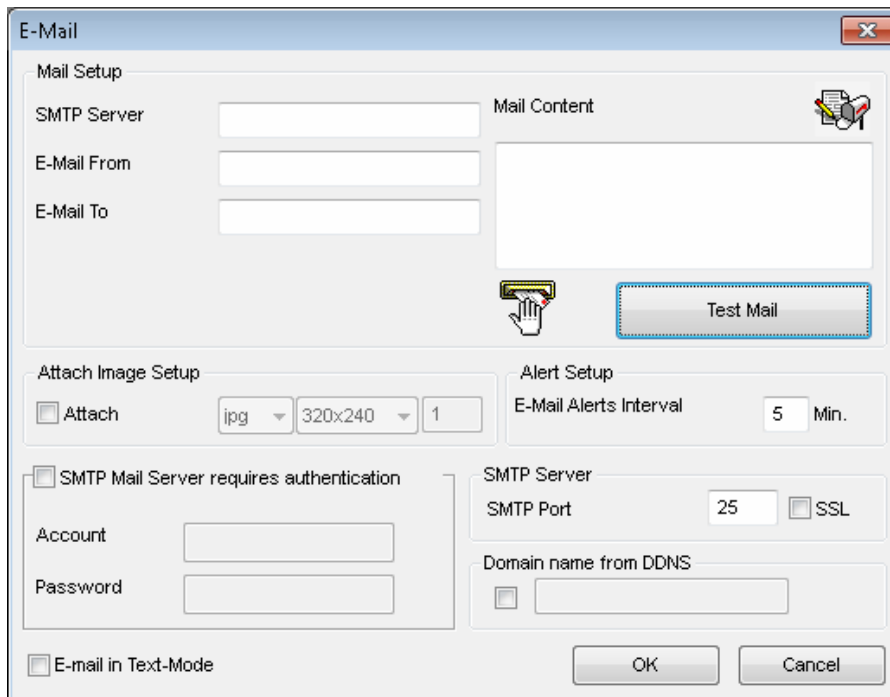 E-Mail
Mail Setup
SMTP Server
Mail Content
E-Mail From
E-Mail To
Test Mail
Attach Image Setup
Attach
jpg
320x240
1
Alert Setup
E-Mail Alerts Interval
5
Min.
SMTP Mail Server requires authentication
Account
Password
SMTP Server
SMTP Port
25
SSL
Domain name from DDNS
E-mail in Text-Mode
OK
Cancel